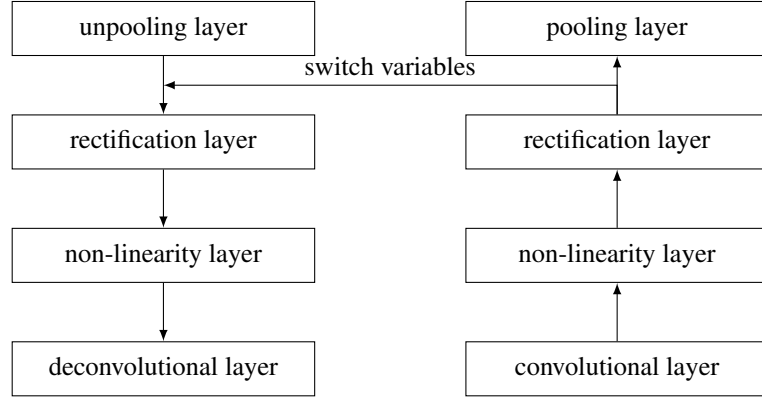 unpooling layer
pooling layer
switch variables
rectification layer
rectification layer
non-linearity layer
non-linearity layer
deconvolutional layer
convolutional layer